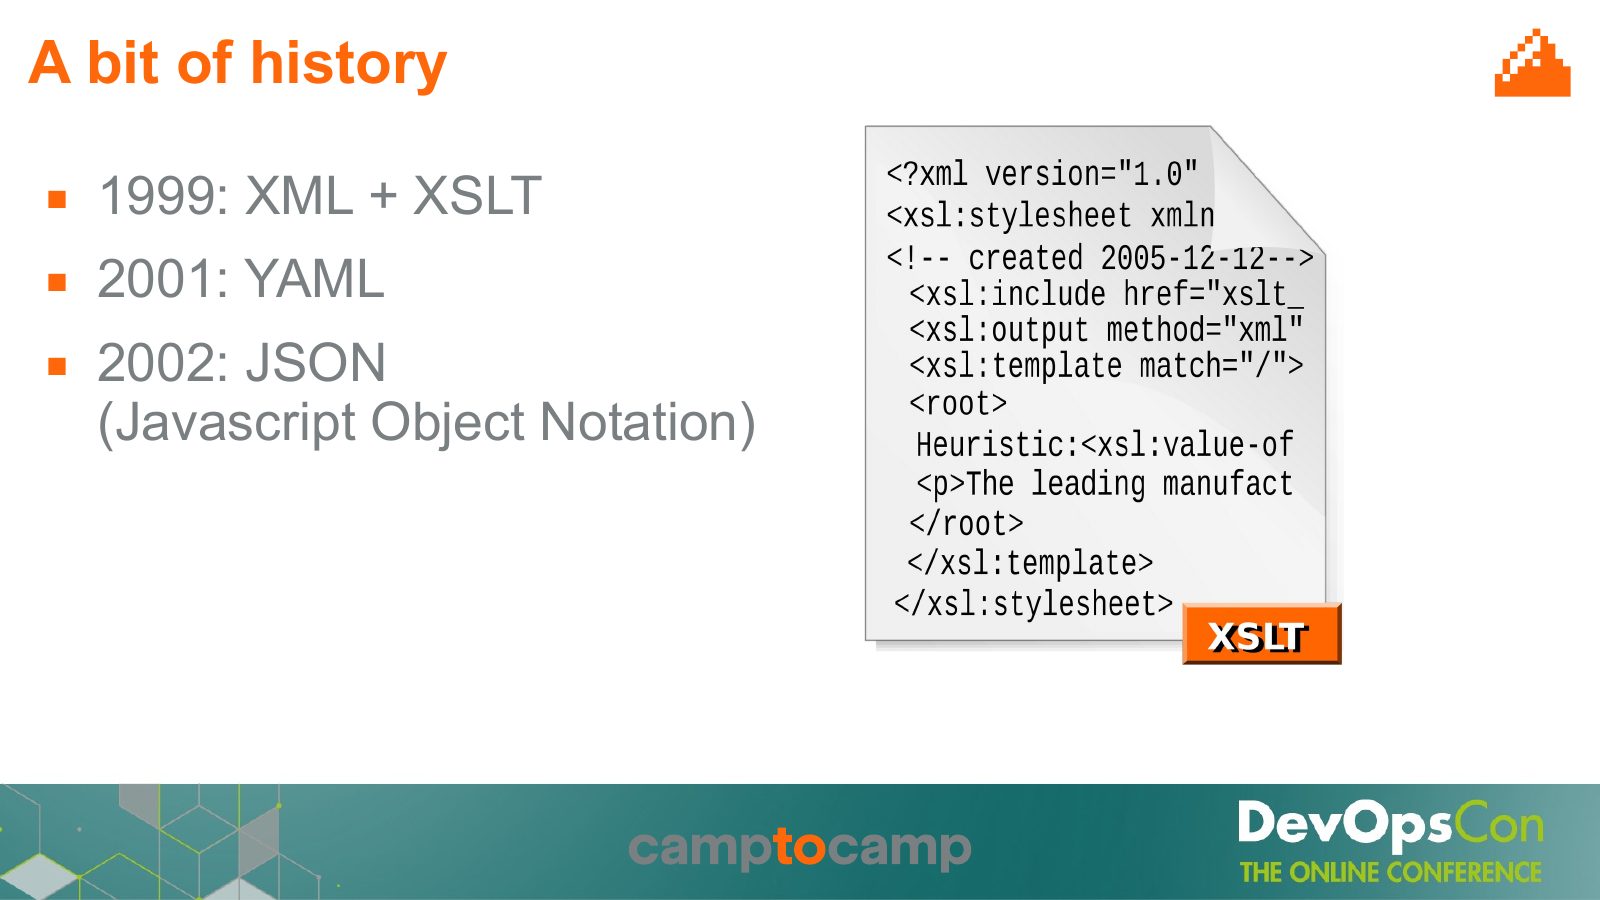 A bit of history
1999: XML + XSLT
2001: YAML
2002: JSON
(Javascript Object Notation)
<?xml version="1.0"
<xsl:stylesheet xmln
<!-- created 2005-12-12-->
<xsl:include href="xslt_
<xsl:output method="xml"
<xsl:template match="/">
<root>
Heuristic:<xsl:value-of
<p>The leading manufact
</root>
</xsl:template>
</xsl:stylesheet>
XSLT
camptocamp
DevOpsCon
THE ONLINE CONFERENCE